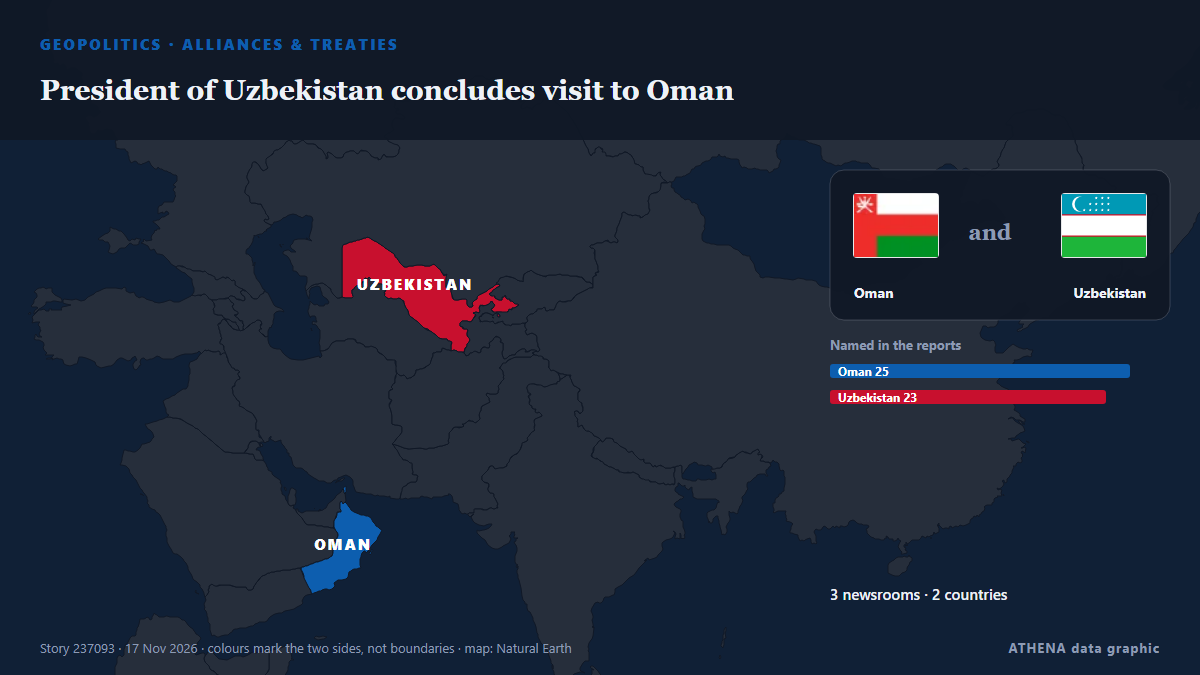 GEOPOLITICS · ALLIANCES & TREATIES
President of Uzbekistan concludes visit to Oman
and
Oman
Uzbekistan
Named in the reports
Oman 25
Uzbekistan 23
UZBEKISTAN
OMAN
3 newsrooms · 2 countries
Story 237093 · 17 Nov 2026 · colours mark the two sides, not boundaries · map: Natural Earth
ATHENA data graphic